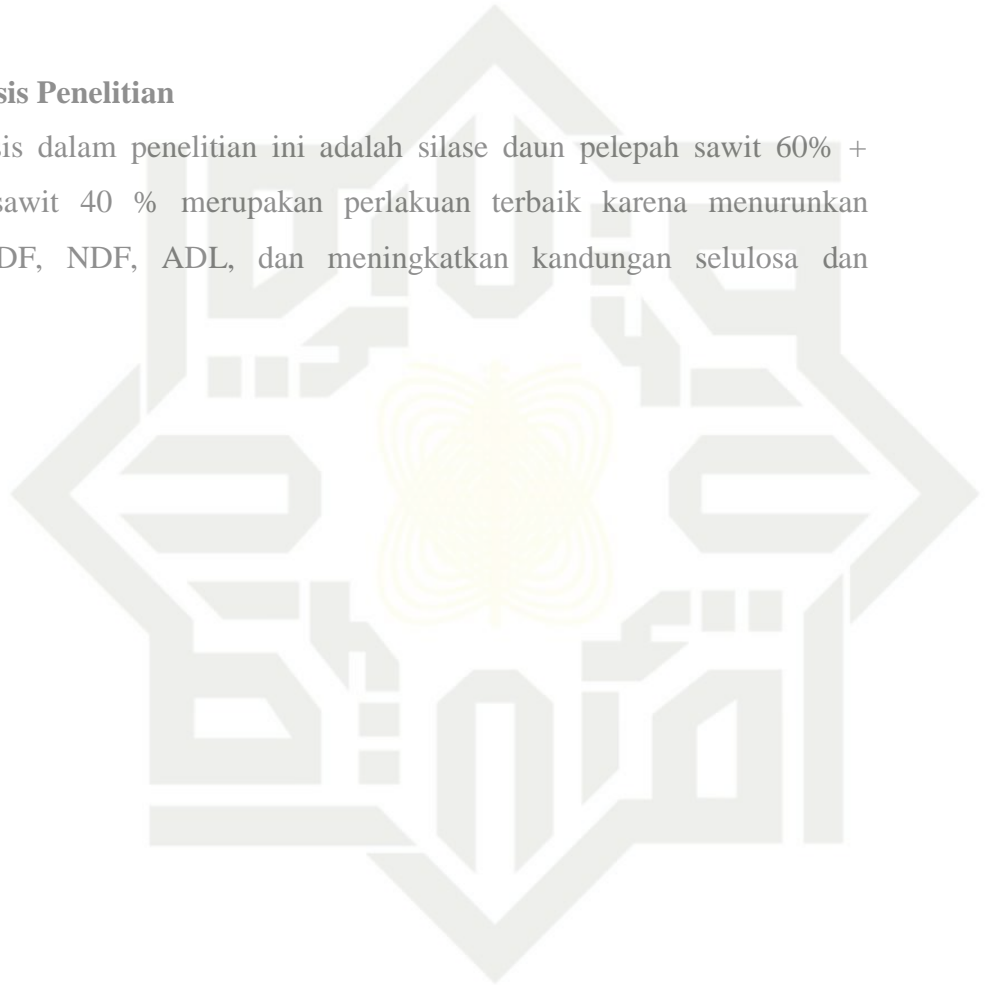 sis Penelitian
sis dalam penelitian ini adalah silase daun pelepah sawit 60% +
sawit 40 % merupakan perlakuan terbaik karena menurunkan
DF, NDF, ADL, dan meningkatkan kandungan selulosa dan